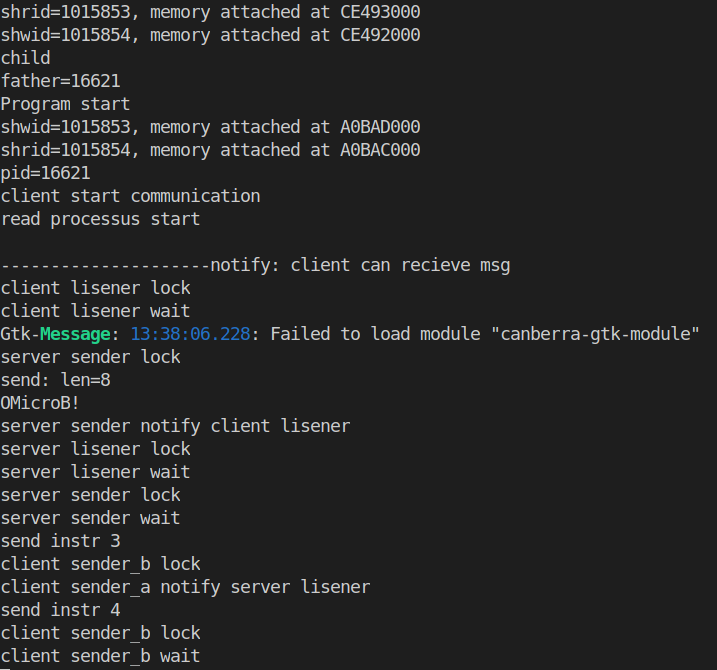 shrid=1015853, memory attached at CE493000
shwid=1015854, memory attached at CE492000
child
father=16621
Program start
shwid=1015853, memory attached at A0BAD000
shrid=1015854, memory attached at A0BAC000
pid=16621
client start communication
read processus start
---------------------notify: client can recieve msg
client lisener lock
client lisener wait
Gtk-Message: 13:38:06.228: Failed to load module "canberra-gtk-module"
server sender lock
send: len=8
OMicroB!
server sender notify client lisener
server lisener lock
server lisener wait
server sender lock
server sender wait
send instr 3
client sender_b lock
client sender_a notify server lisener
send instr 4
client sender_b lock
client sender_b wait